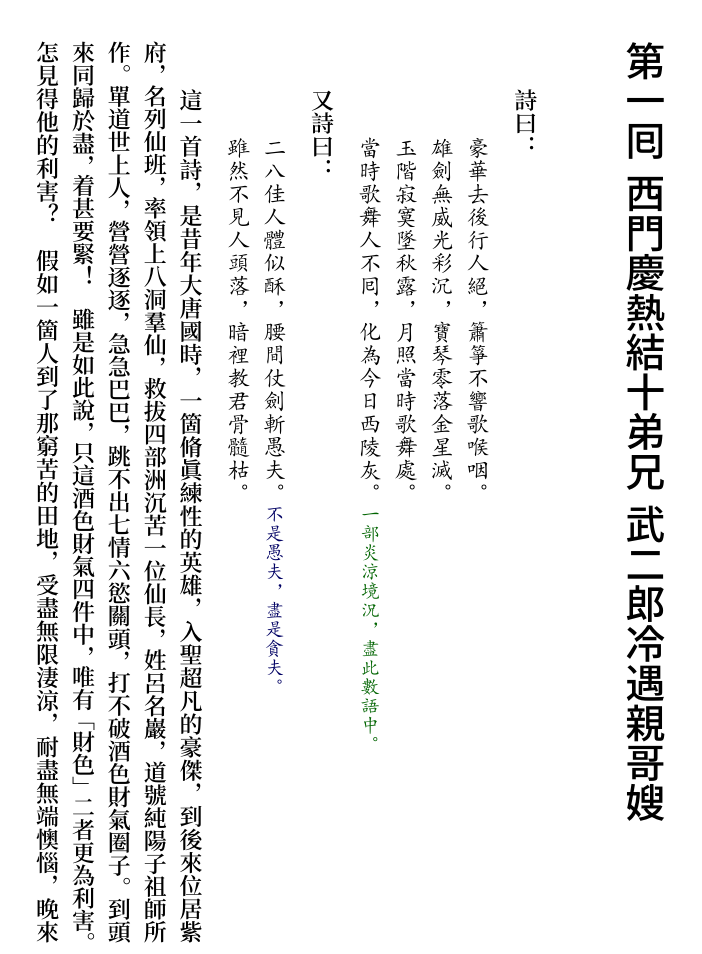 第一囘 西門慶熱結十弟兄 武二郎冷遇親哥嫂
詩曰：
豪華去後行人絕，簫箏不響歌喉咽。
雄劍無威光彩沉，寶琴零落金星滅。
玉階寂寞墜秋露，月照當時歌舞處。
當時歌舞人不囘，化為今日西陵灰。一部炎涼境況，盡此數語中。
又詩曰：
二八佳人體似酥，腰間仗劍斬愚夫。不是愚夫，盡是貪夫。
雖然不見人頭落，暗裡教君骨髓枯。
這一首詩，是昔年大唐國時，一箇脩眞練性的英雄，入聖超凡的豪傑，到後來位居紫
府，名列仙班，率領上八洞羣仙，救拔四部洲沉苦一位仙長，姓呂名巖，道號純陽子祖師所
作。單道世上人，營營逐逐，急急巴巴，跳不出七情六慾關頭，打不破酒色財氣圈子。到頭
來同歸於盡，着甚要緊！　雖是如此說，只這酒色財氣四件中，唯有「財色」二者更為利害。
怎見得他的利害？　假如一箇人到了那窮苦的田地，受盡無限淒涼，耐盡無端懊惱，晚來